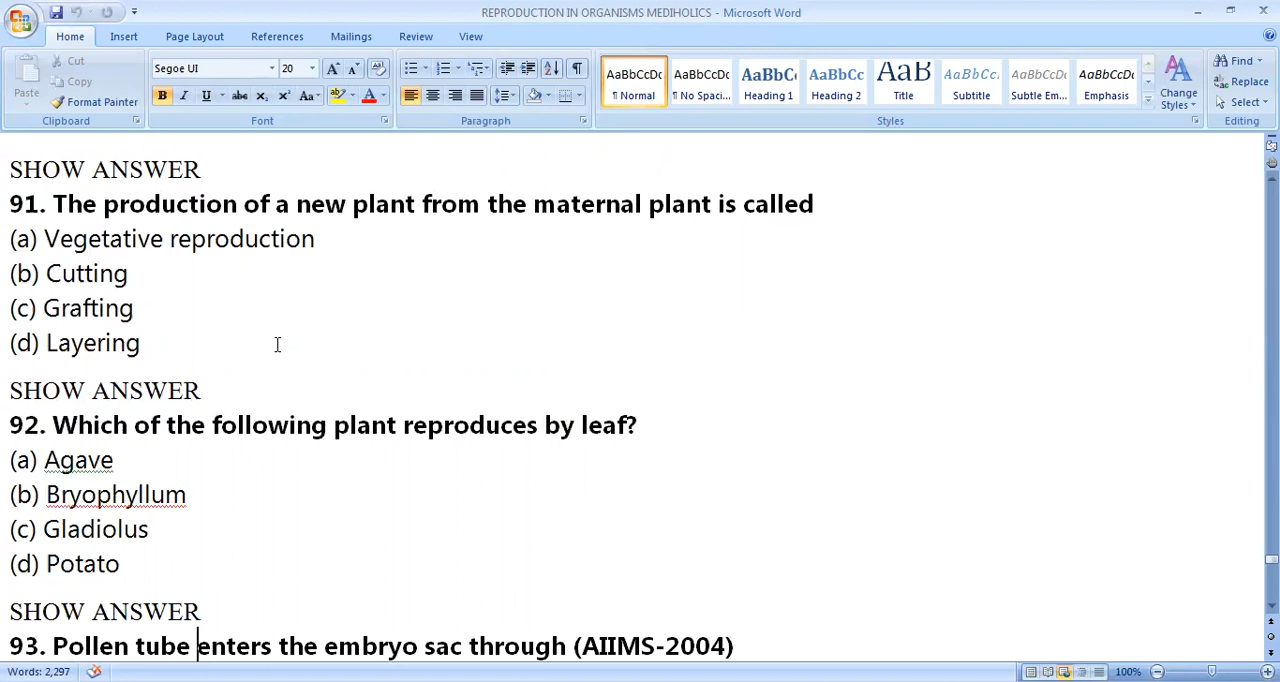 REPRODUCTION IN ORGANISMS MEDIHOLICS - Microsoft Word
Home Insert Page Layout References Mailings Review View
Paste
Cut
Copy
Format Painter
Clipboard
Segoe UI 20
B I U abc X₂ X² Aa
Font
Paragraph
AaBbCcDc AaBbCcDc AaBbC AaBbCc AaB AaBbCc. AaBbCcDc AaBbCcDc
¶ Normal ¶ No Spaci... Heading 1 Heading 2 Title Subtitle Subtle Em... Emphasis
Change Styles
Styles
Find
Replace
Select
Editing
SHOW ANSWER
91. The production of a new plant from the maternal plant is called
(a) Vegetative reproduction
(b) Cutting
(c) Grafting
(d) Layering
SHOW ANSWER
92. Which of the following plant reproduces by leaf?
(a) Agave
(b) Bryophyllum
(c) Gladiolus
(d) Potato
SHOW ANSWER
93. Pollen tube enters the embryo sac through (AIIMS-2004)
Words: 2,297
100%